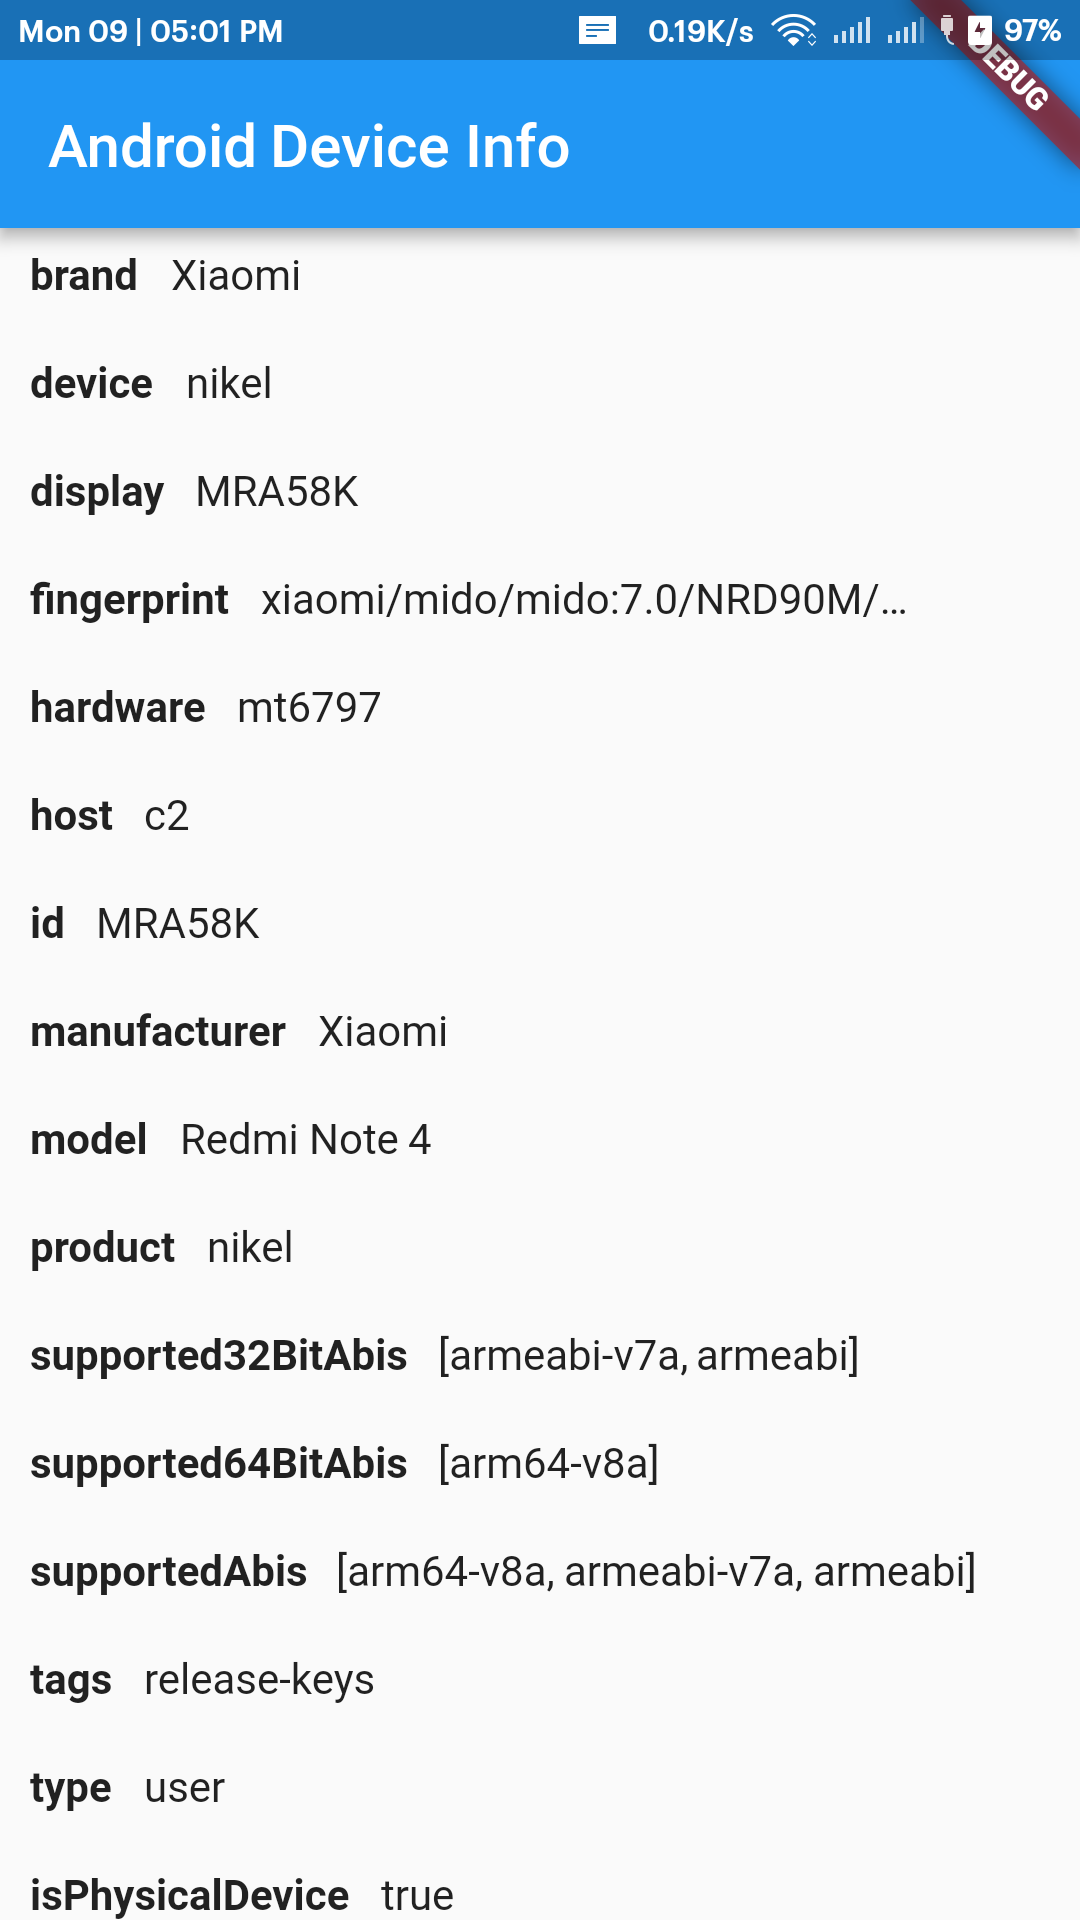 Mon 09 | 05:01 PM 0.19K/s 97%
DEBUG
Android Device Info
brand Xiaomi
device nikel
display MRA58K
fingerprint xiaomi/mido/mido:7.0/NRD90M/...
hardware mt6797
host c2
id MRA58K
manufacturer Xiaomi
model Redmi Note 4
product nikel
supported32BitAbis [armeabi-v7a, armeabi]
supported64BitAbis [arm64-v8a]
supportedAbis [arm64-v8a, armeabi-v7a, armeabi]
tags release-keys
type user
isPhysicalDevice true